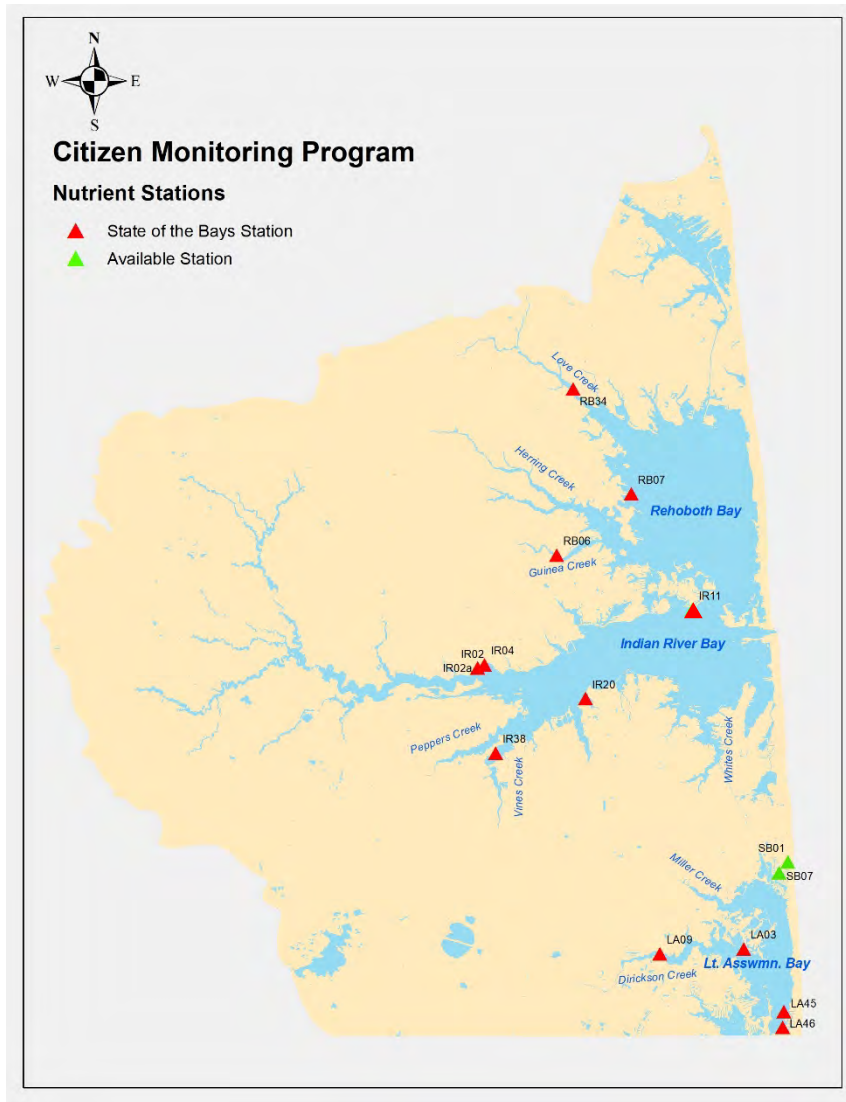 N
W E
S
Citizen Monitoring Program
Nutrient Stations
State of the Bays Station
Available Station
Love Creek
RB34
Herring Creek
RB07
Rehoboth Bay
RB06
Guinea Creek
IR11
Indian River Bay
IR02 IR04
IR02a
IR20
Peppers Creek
IR38
Whites Creek
Vines Creek
SB01
SB07
Miller Creek
LA09
LA03
Lt. Asswmn. Bay
Dirickson Creek
LA45
LA46